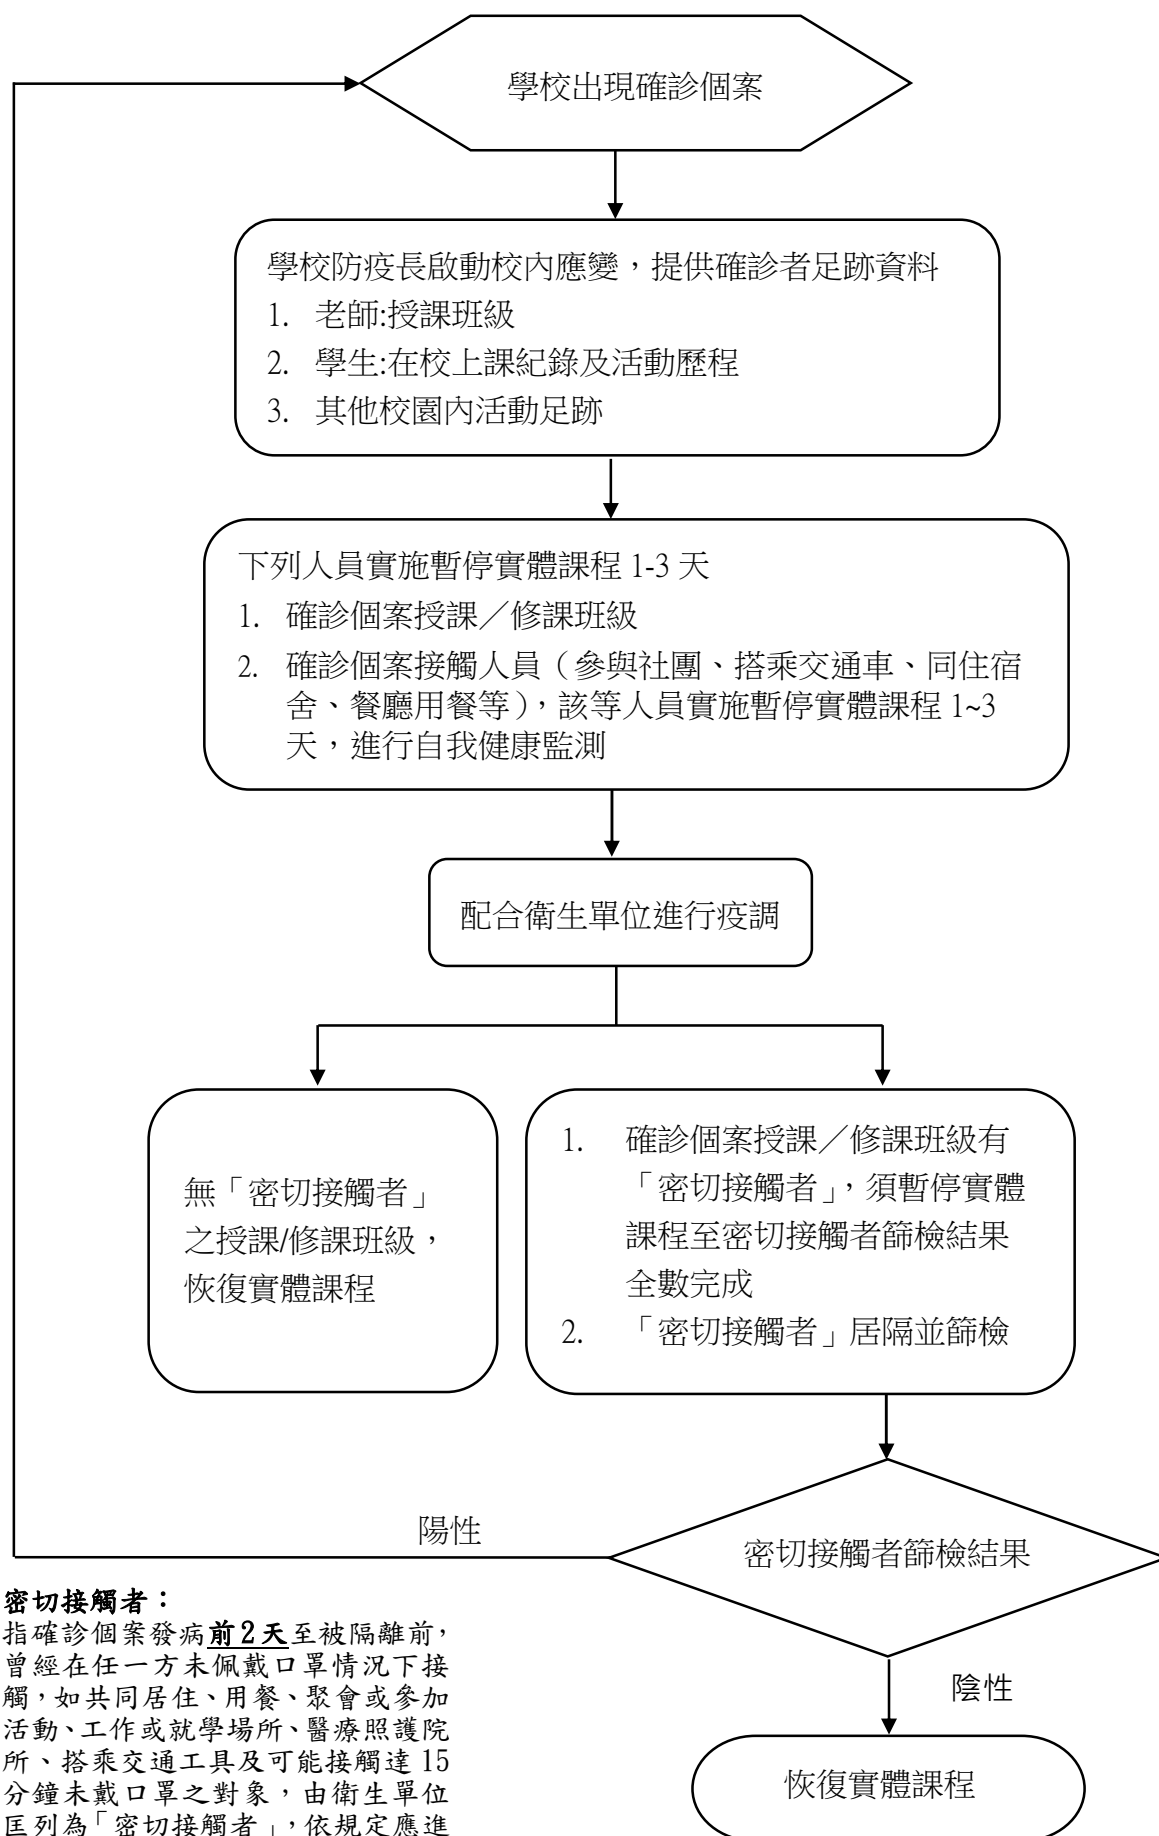 學校出現確診個案
學校防疫長啟動校內應變，提供確診者足跡資料
1. 老師:授課班級
2. 學生:在校上課紀錄及活動歷程
3. 其他校園內活動足跡
下列人員實施暫停實體課程 1-3 天
1. 確診個案授課／修課班級
2. 確診個案接觸人員（參與社團、搭乘交通車、同住宿
舍、餐廳用餐等），該等人員實施暫停實體課程 1~3
天，進行自我健康監測
配合衛生單位進行疫調
無「密切接觸者」
之授課/修課班級，
恢復實體課程
1. 確診個案授課／修課班級有
「密切接觸者」，須暫停實體
課程至密切接觸者篩檢結果
全數完成
2. 「密切接觸者」居隔並篩檢
陽性
密切接觸者篩檢結果
陰性
恢復實體課程
密切接觸者：
指確診個案發病前2天至被隔離前，
曾經在任一方未佩戴口罩情況下接
觸，如共同居住、用餐、聚會或參加
活動、工作或就學場所、醫療照護院
所、搭乘交通工具及可能接觸達 15
分鐘未戴口罩之對象，由衛生單位
匡列為「密切接觸者」，依規定應進